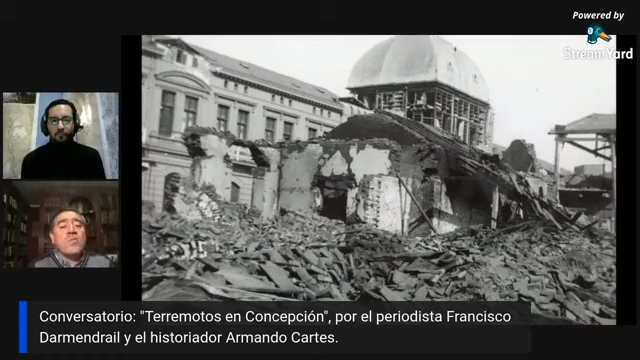 Powered by
StreamYard
Conversatorio: "Terremotos en Concepción", por el periodista Francisco
Darmendrail y el historiador Armando Cartes.